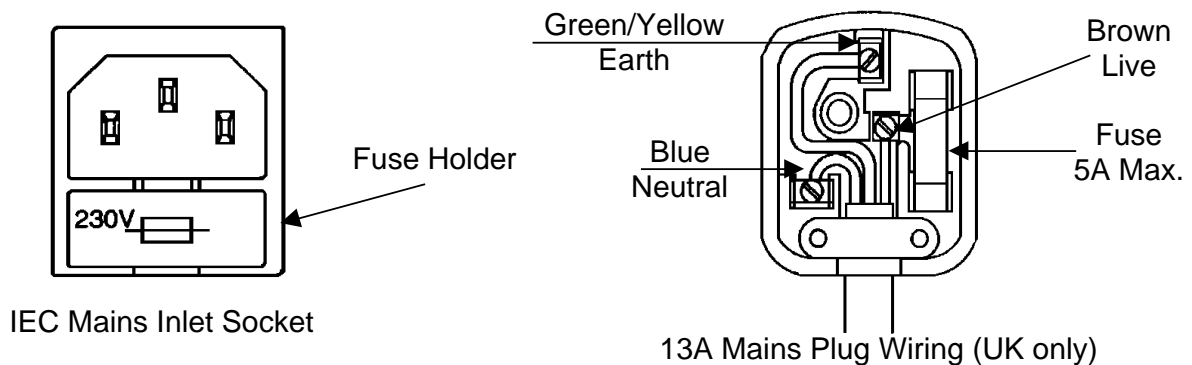 Green/Yellow
Earth
Brown
Live
Fuse Holder
Blue
Neutral
Fuse
5A Max.
230V
IEC Mains Inlet Socket
13A Mains Plug Wiring (UK only)